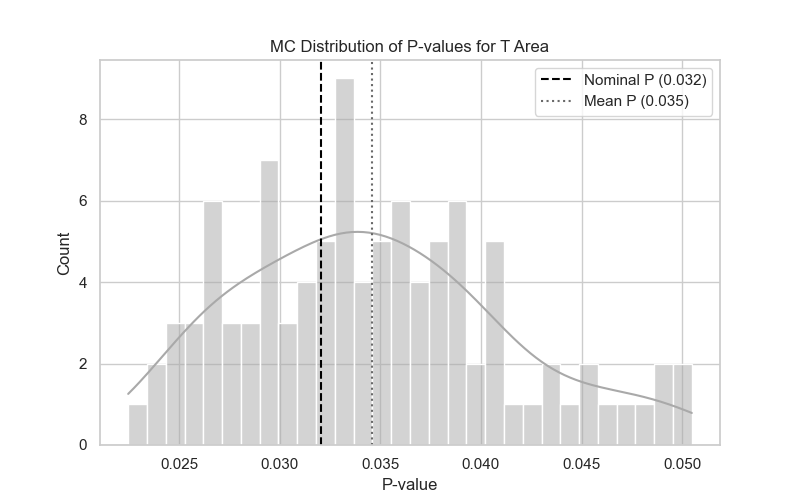 MC Distribution of P-values for T Area
Nominal P (0.032)
Mean P (0.035)
8
6
4
2
0
Count
0.025 0.030 0.035 0.040 0.045 0.050
P-value